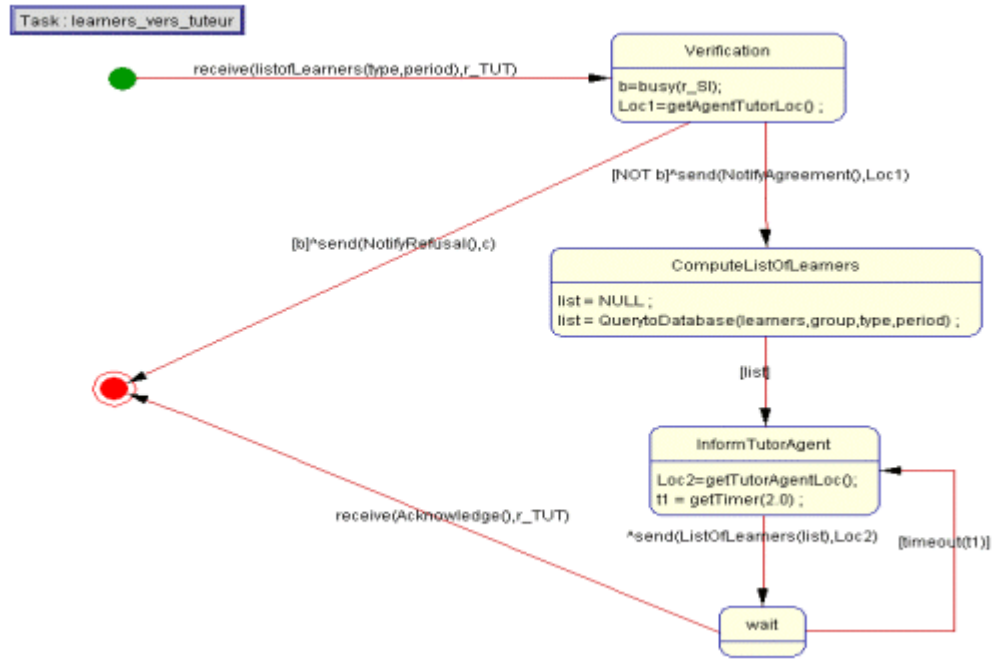 Task : learners_vers_tuteur
receive(listofLearners(type,period),r_TUT)
Verification
b=busy(r_SI);
Loc1=getAgentTutorLoc() ;
[NOT b]^send(NotifyAgreement(),Loc1)
[b]^send(NotifyRefusal(),c)
ComputeListOfLearners
list = NULL ;
list = QuerytoDatabase(learners,group,type,period) ;
[list]
InformTutorAgent
Loc2=getTutorAgentLoc();
t1 = getTimer(2.0) ;
receive(Acknowledge(),r_TUT)
^send(ListOfLearners(list),Loc2)
[timeout(t1)]
wait